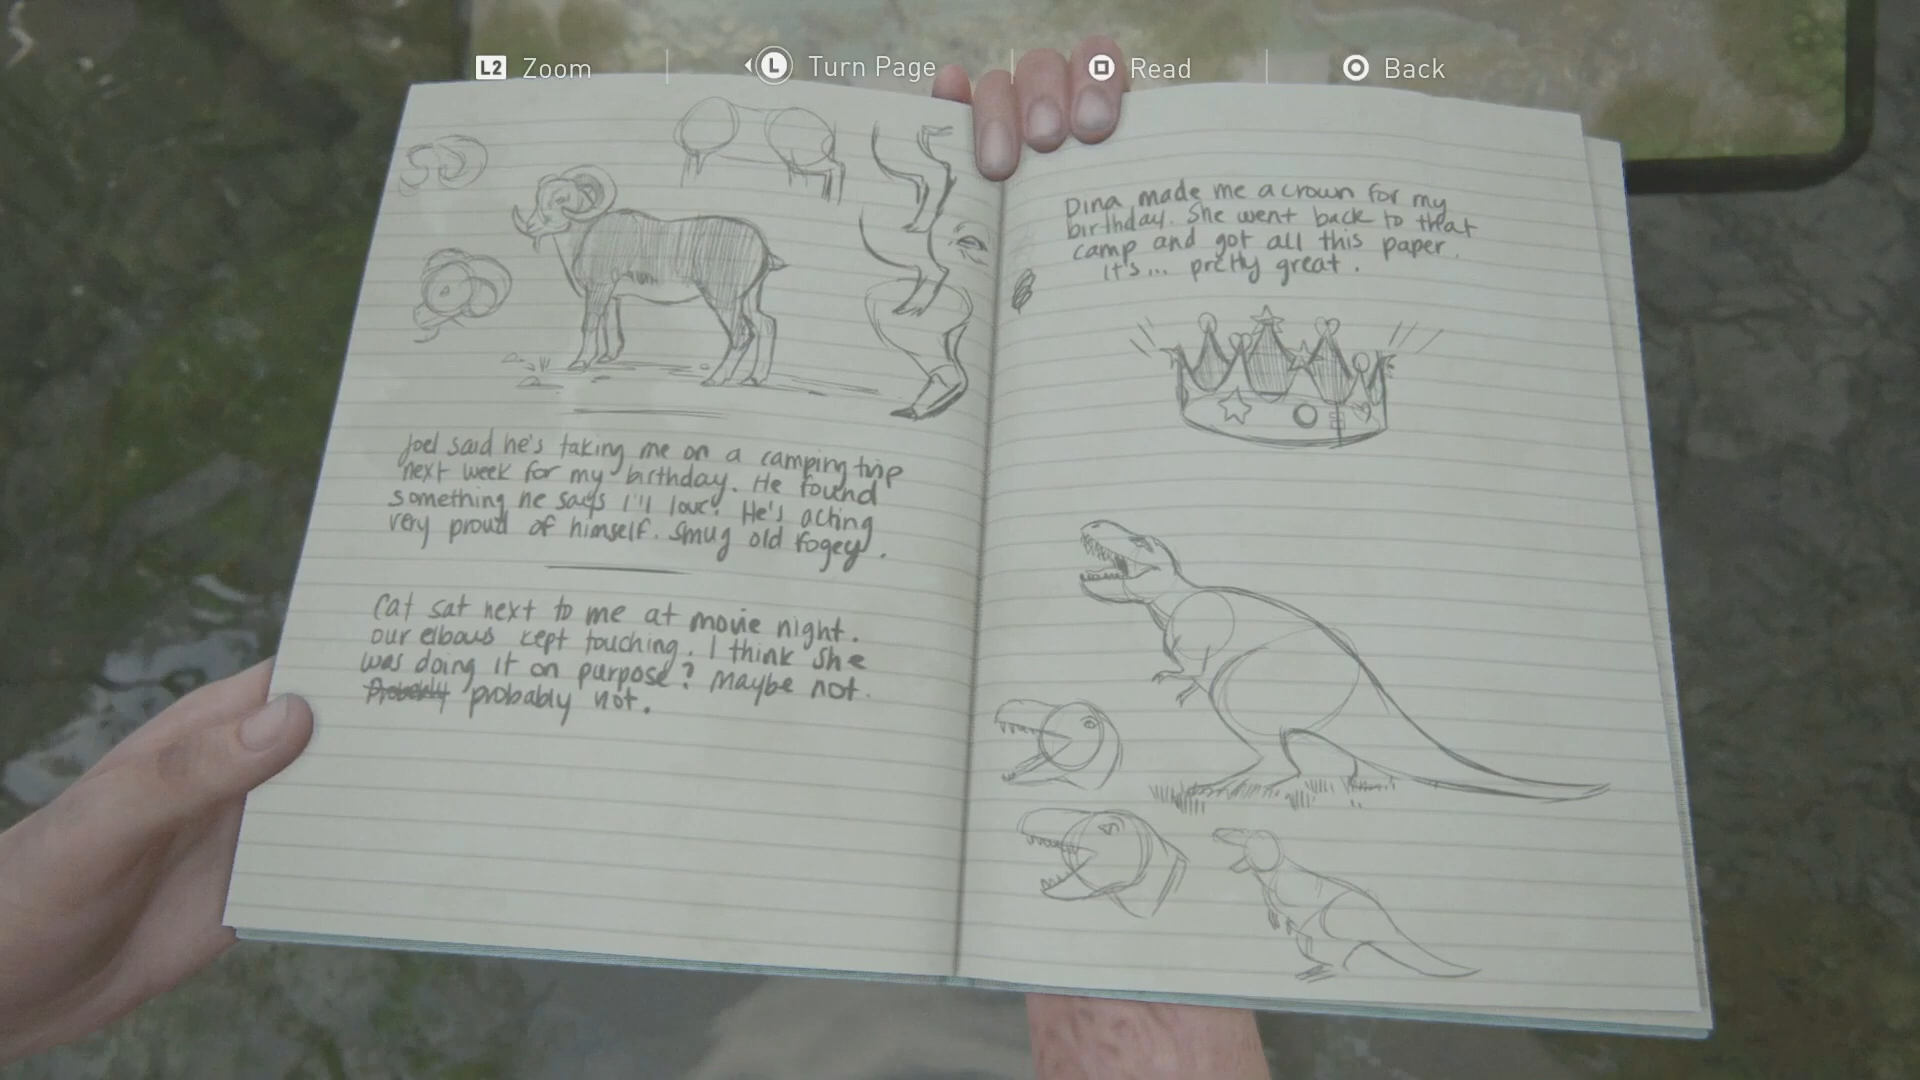 L2 Zoom
L Turn Page
Read
Back
Joel said he's taking me on a camping trip
next week for my birthday. He found
something he says I'll love. He's acting
very proud of himself. Smug old fogey.
Cat sat next to me at movie night.
our elbows kept touching. I think she
was doing it on purpose? Maybe not.
Probably probably not.
Dina made me a crown for my
birthday. She went back to that
camp and got all this paper.
It's... pretty great.